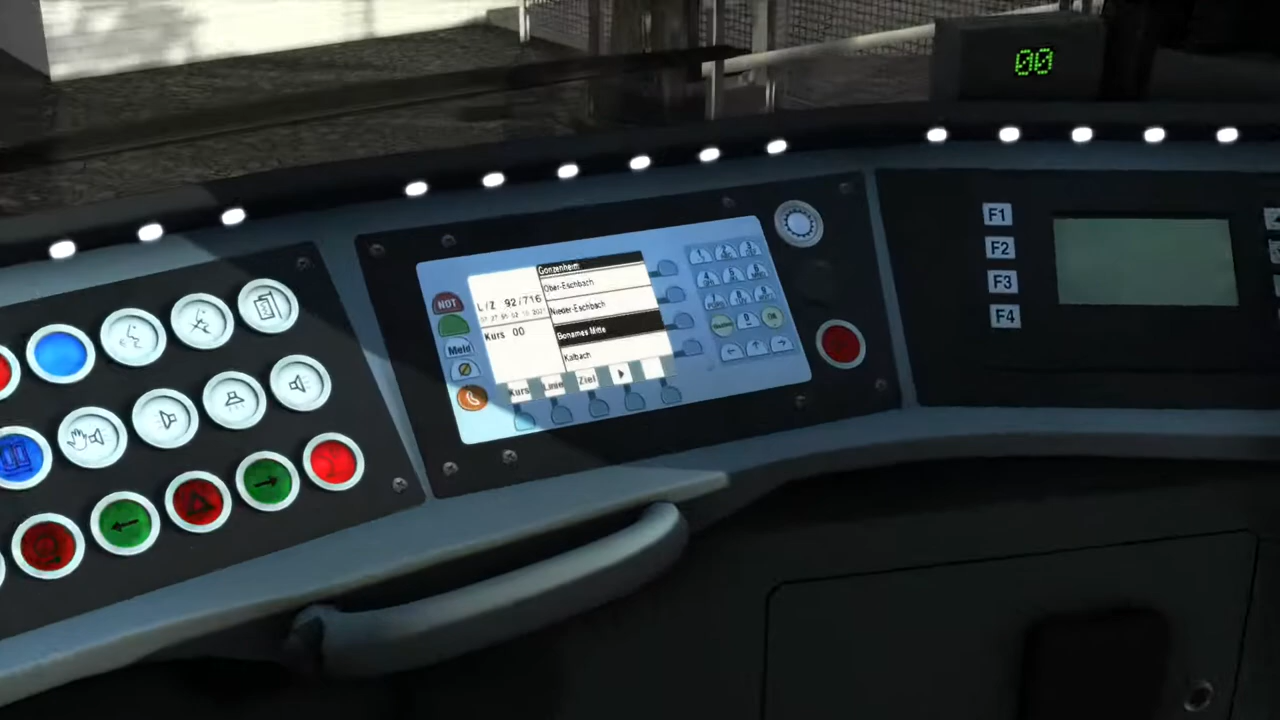 00
F1
F2
F3
F4
NOT
Meld
L/Z 92/716
Kurs 00
Gonzenheim
Ober-Eschbach
Nieder-Eschbach
Bonames Mitte
Kalbach
Kurs
Linie
Ziel